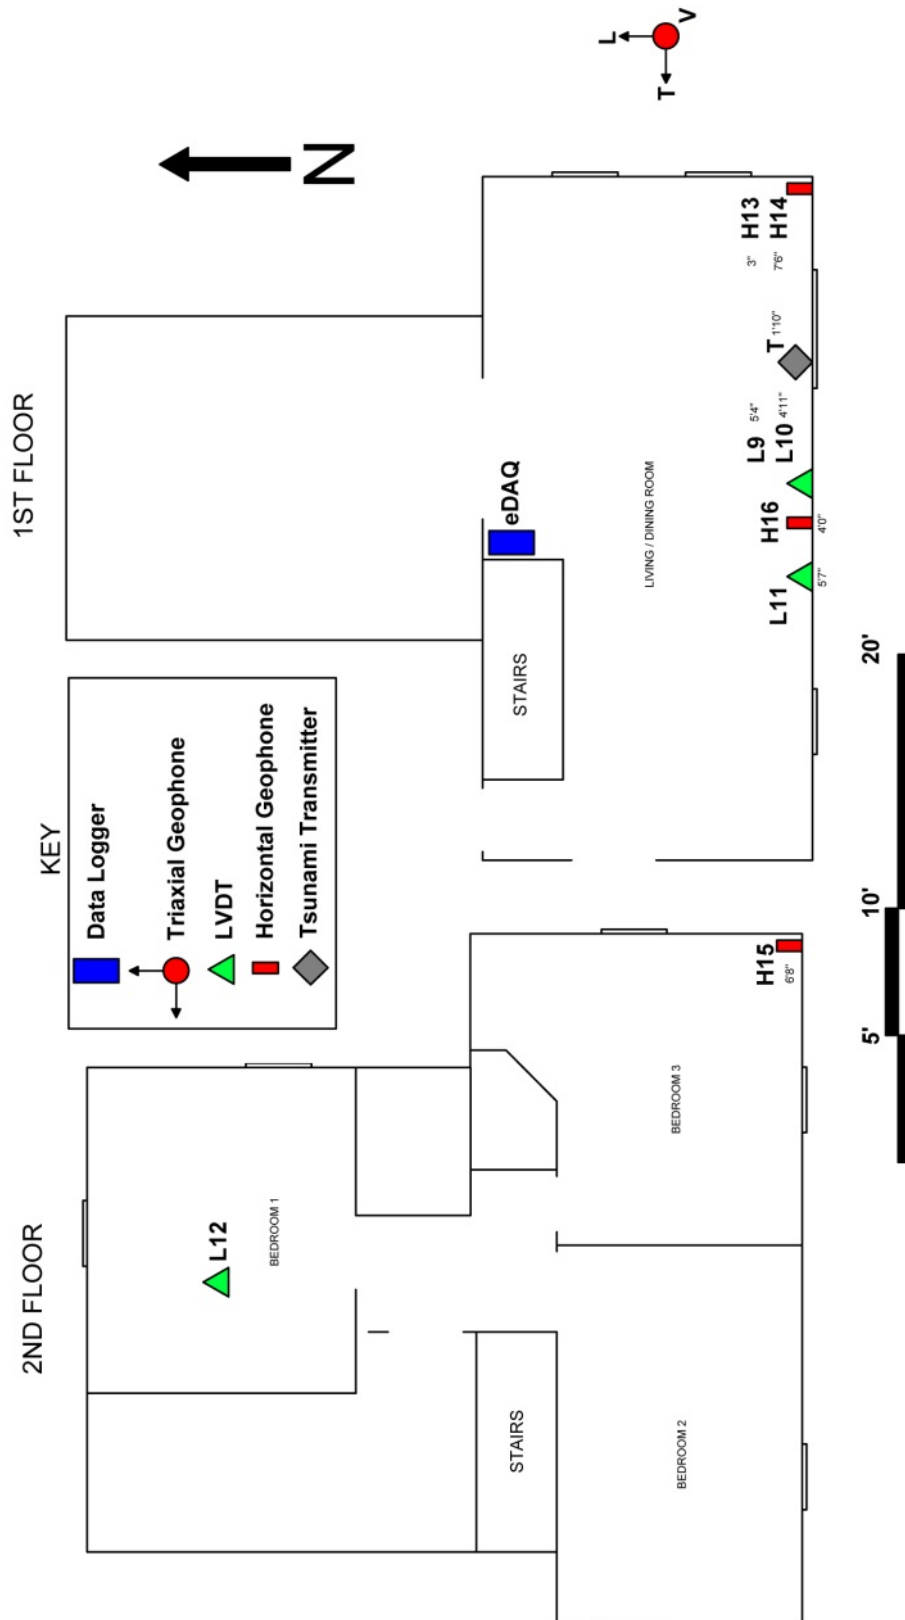 2ND FLOOR
KEY
1ST FLOOR
N
Data Logger
Triaxial Geophone
LVDT
Horizontal Geophone
Tsunami Transmitter
L12
BEDROOM 1
STAIRS
BEDROOM 2
BEDROOM 3
H15
6'8"
STAIRS
eDAQ
LIVING / DINING ROOM
L11
5'7"
H16
4'0"
L9 5'4"
L10 4'11"
T 1'10"
3" H13
7'6" H14
L
T
V
5'
10'
20'